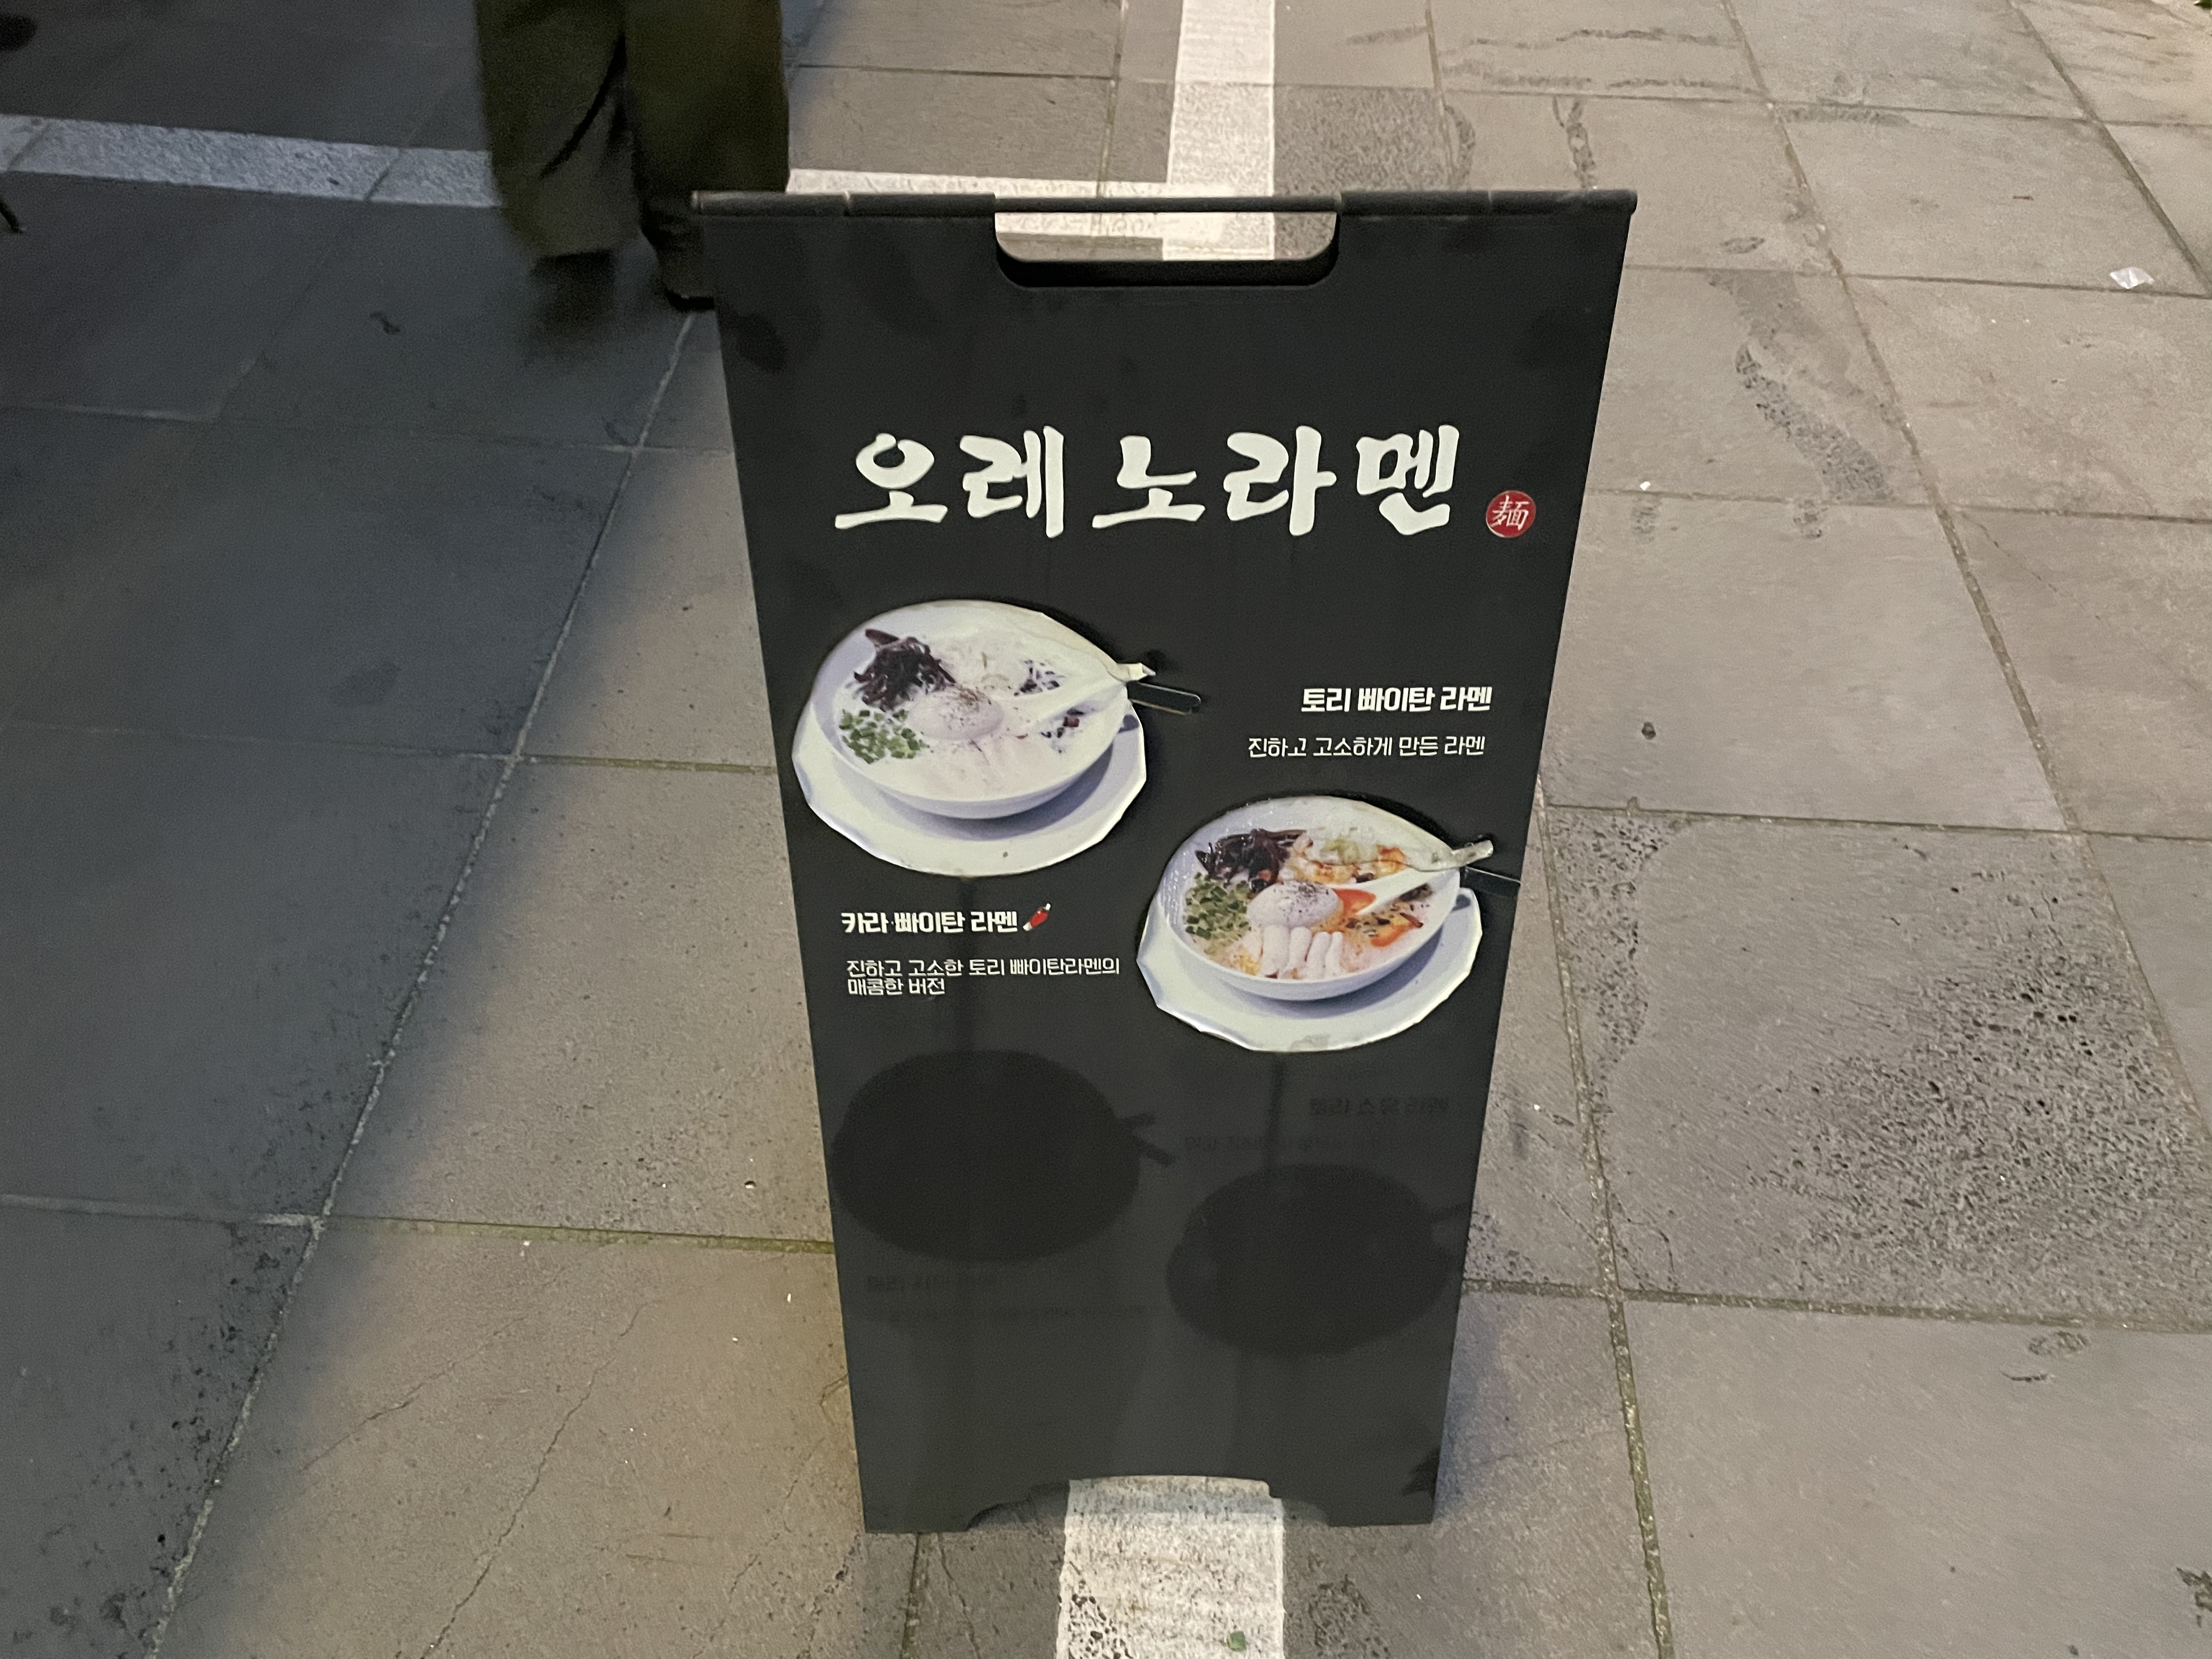 오레노라멘
麺
토리 빠이탄 라멘
진하고 고소하게 만든 라멘
카라 빠이탄 라멘
진하고 고소한 토리 빠이탄라멘의
매콤한 버전